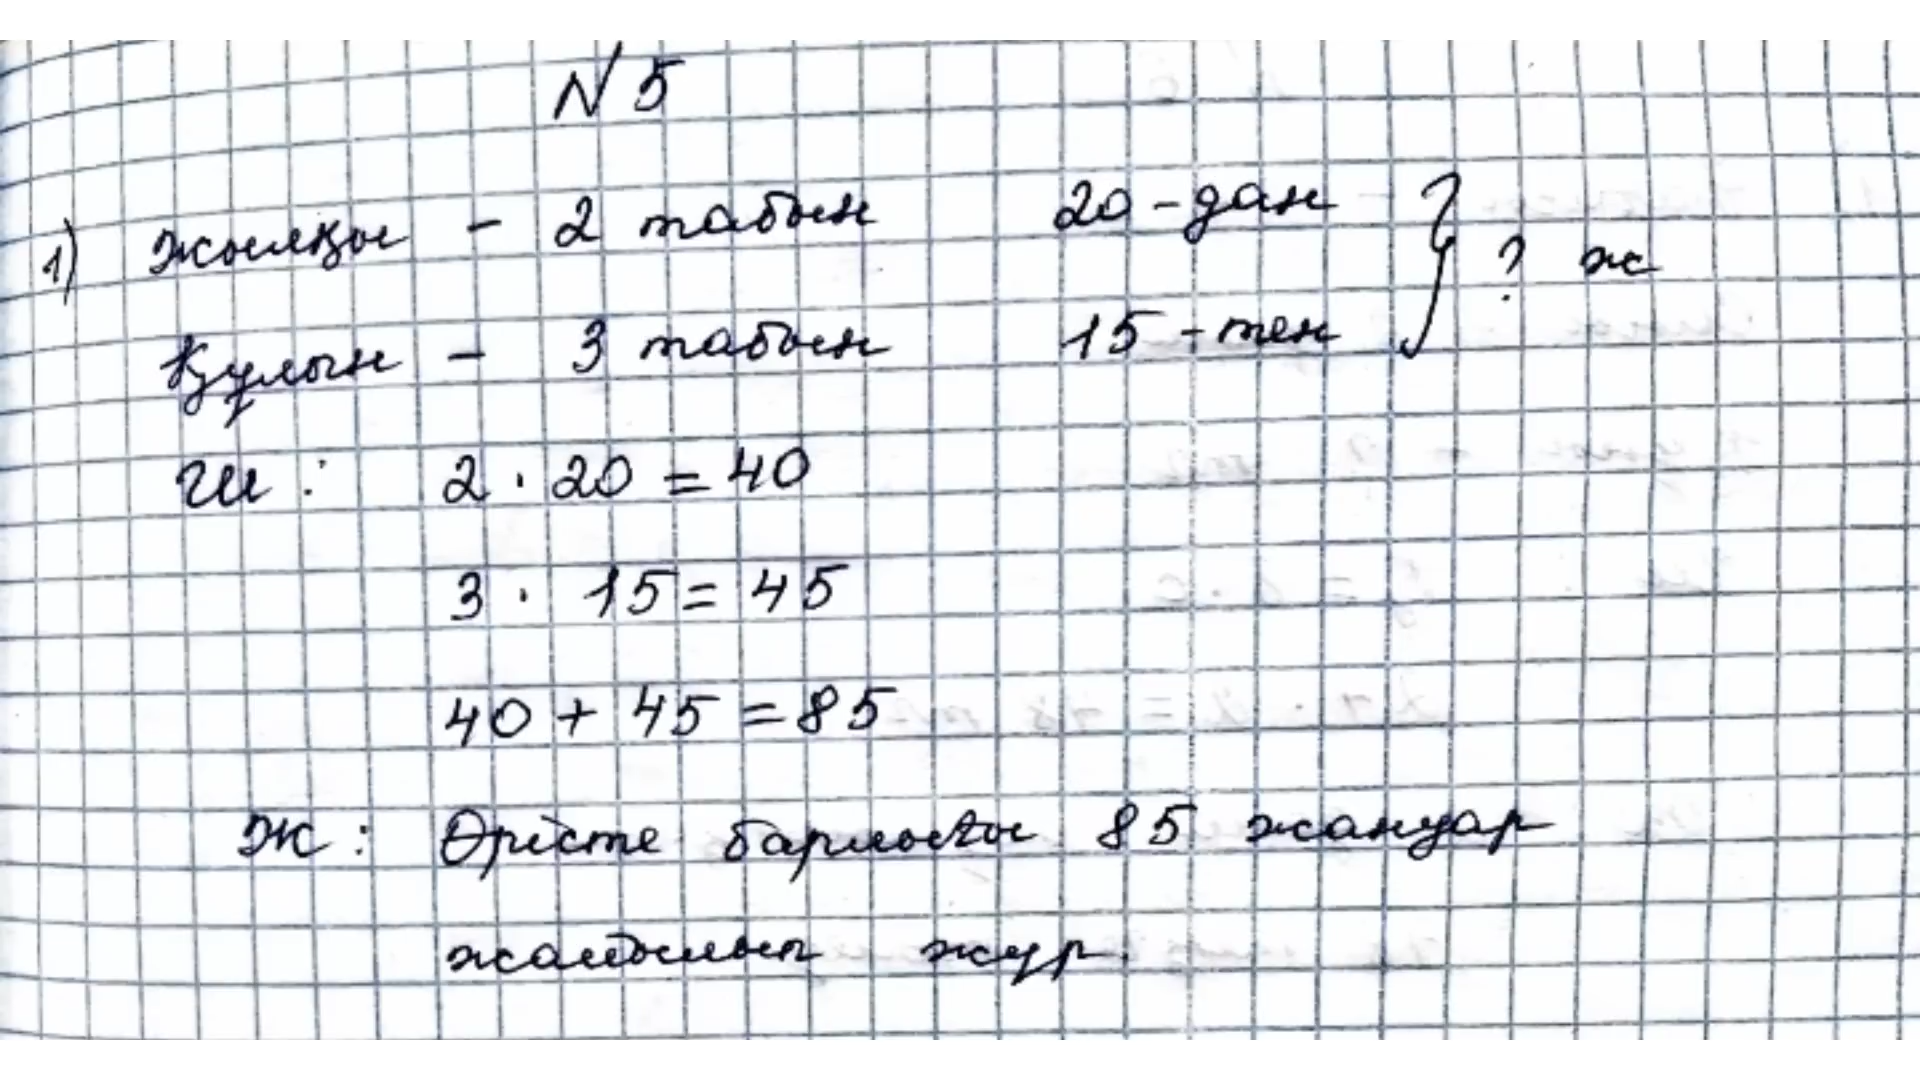 N 5
1) Жылқы - 2 табын 20-дан } ? ж
Құлын - 3 табын 15-тен
Ш: 2 · 20 = 40
3 · 15 = 45
40 + 45 = 85
Ж: Өрісте барлығы 85 жануар
жайылып жүр.